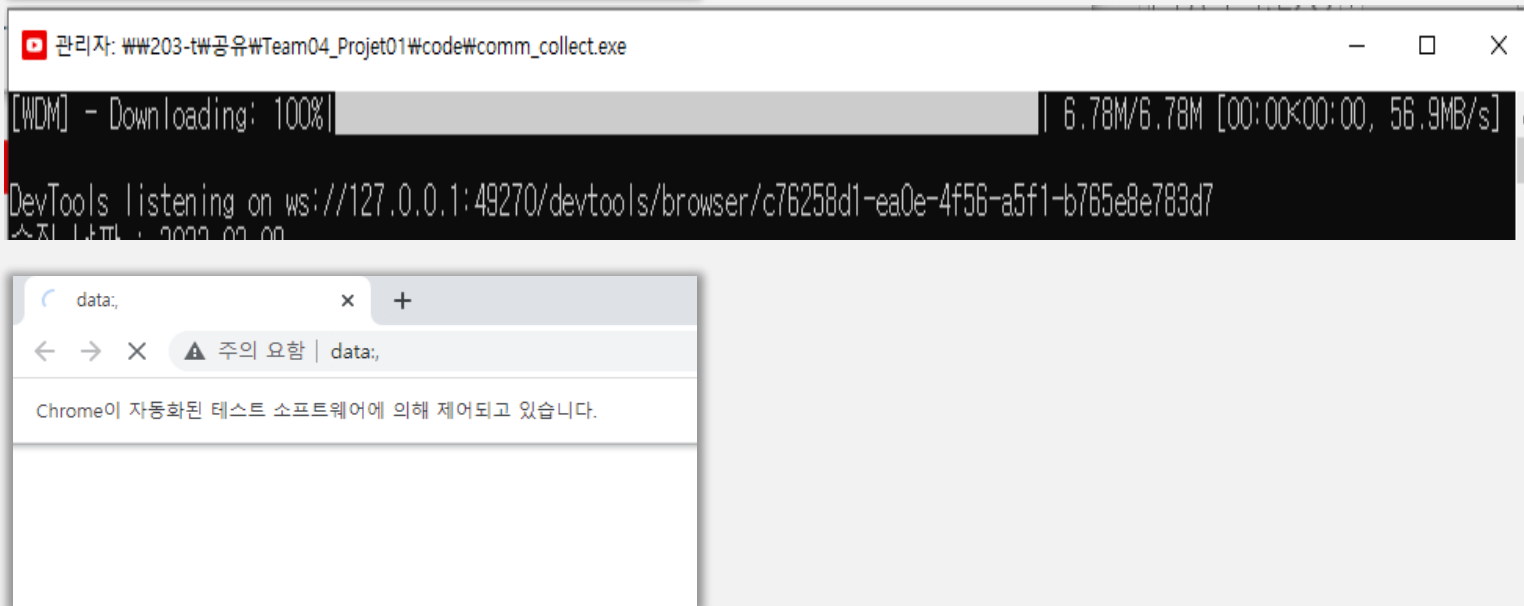 관리자: ₩₩203-t₩공유₩Team04_Projet01₩code₩comm_collect.exe
[WDM] - Downloading: 100%| | 6.78M/6.78M [00:00<00:00, 56.9MB/s]
DevTools listening on ws://127.0.0.1:49270/devtools/browser/c76258d1-ea0e-4f56-a5f1-b765e8e783d7
data:,
주의 요함 | data:,
Chrome이 자동화된 테스트 소프트웨어에 의해 제어되고 있습니다.